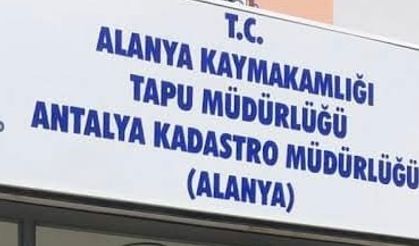 T.C.
ALANYA KAYMAKAMLIĞI
TAPU MÜDÜRLÜĞÜ
ANTALYA KADASTRO MÜDÜRLÜĞÜ
(ALANYA)